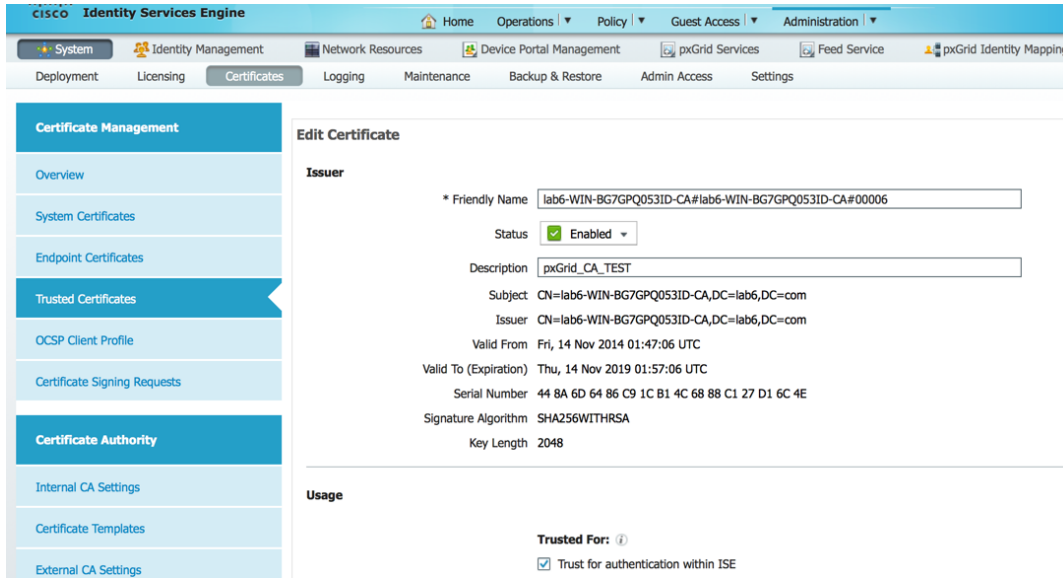 CISCO Identity Services Engine
Home Operations Policy Guest Access Administration
System Identity Management Network Resources Device Portal Management pxGrid Services Feed Service pxGrid Identity Mapping
Deployment Licensing Certificates Logging Maintenance Backup & Restore Admin Access Settings
Certificate Management
Overview
System Certificates
Endpoint Certificates
Trusted Certificates
OCSP Client Profile
Certificate Signing Requests
Certificate Authority
Internal CA Settings
Certificate Templates
External CA Settings
Edit Certificate
Issuer
* Friendly Name lab6-WIN-BG7GPQ053ID-CA#lab6-WIN-BG7GPQ053ID-CA#00006
Status Enabled
Description pxGrid_CA_TEST
Subject CN=lab6-WIN-BG7GPQ053ID-CA,DC=lab6,DC=com
Issuer CN=lab6-WIN-BG7GPQ053ID-CA,DC=lab6,DC=com
Valid From Fri, 14 Nov 2014 01:47:06 UTC
Valid To (Expiration) Thu, 14 Nov 2019 01:57:06 UTC
Serial Number 44 8A 6D 64 86 C9 1C B1 4C 68 88 C1 27 D1 6C 4E
Signature Algorithm SHA256WITHRSA
Key Length 2048
Usage
Trusted For:
Trust for authentication within ISE